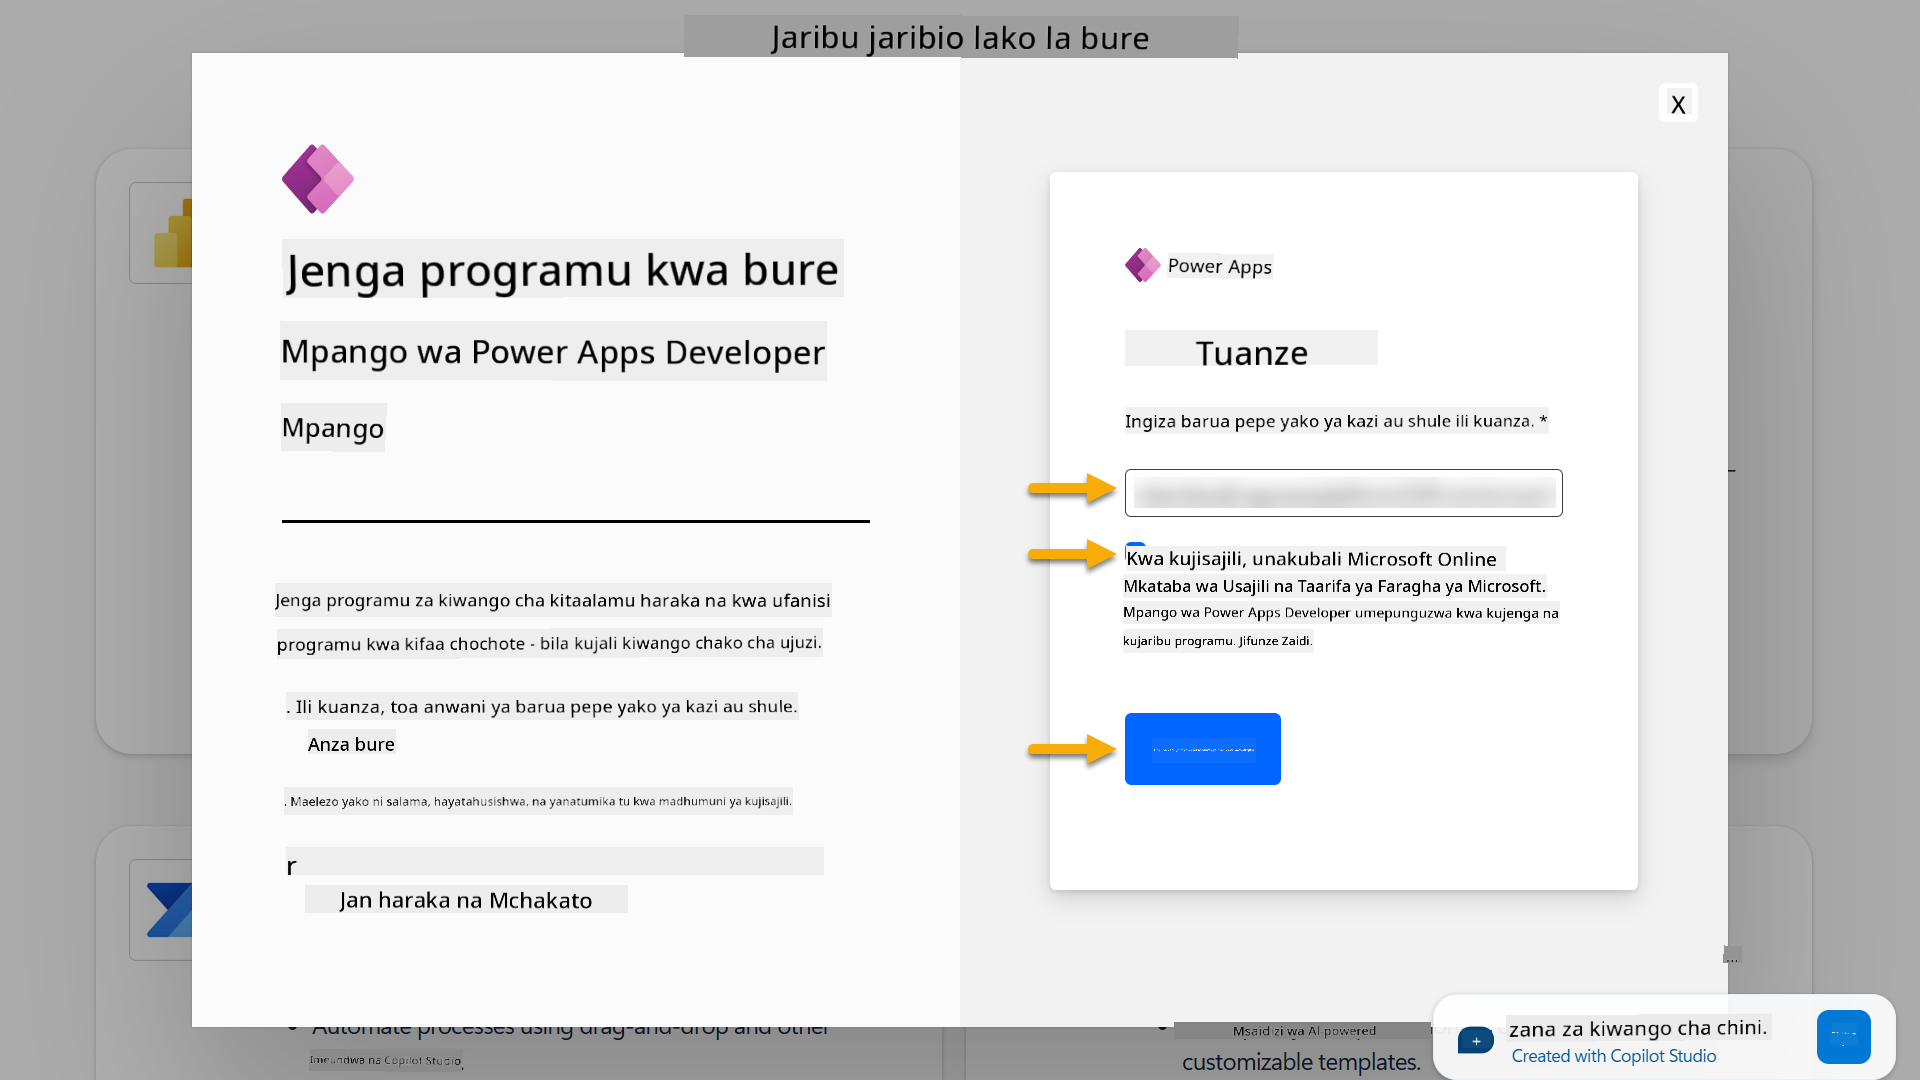 Jaribu jaribio lako la bure
X
Jenga programu kwa bure
Mpango wa Power Apps Developer
Mpango
Jenga programu za kiwango cha kitaalamu haraka na kwa ufanisi
programu kwa kifaa chochote - bila kujali kiwango chako cha ujuzi.
. Ili kuanza, toa anwani ya barua pepe yako ya kazi au shule.
Anza bure
. Maelezo yako ni salama, hayatahusishwa, na yanatumika tu kwa madhumuni ya kujisajili.
r
Jan haraka na Mchakato
Power Apps
Tuanze
Ingiza barua pepe yako ya kazi au shule ili kuanza. *
Kwa kujisajili, unakubali Microsoft Online
Mkataba wa Usajili na Taarifa ya Faragha ya Microsoft.
Mpango wa Power Apps Developer umepunguzwa kwa kujenga na
kujaribu programu. Jifunze Zaidi.
...
Automate processes using drag-and-drop and other
Imeundwa na Copilot Studio.
Msaidizi wa AI-powered
customizable templates.
zana za kiwango cha chini.
Created with Copilot Studio